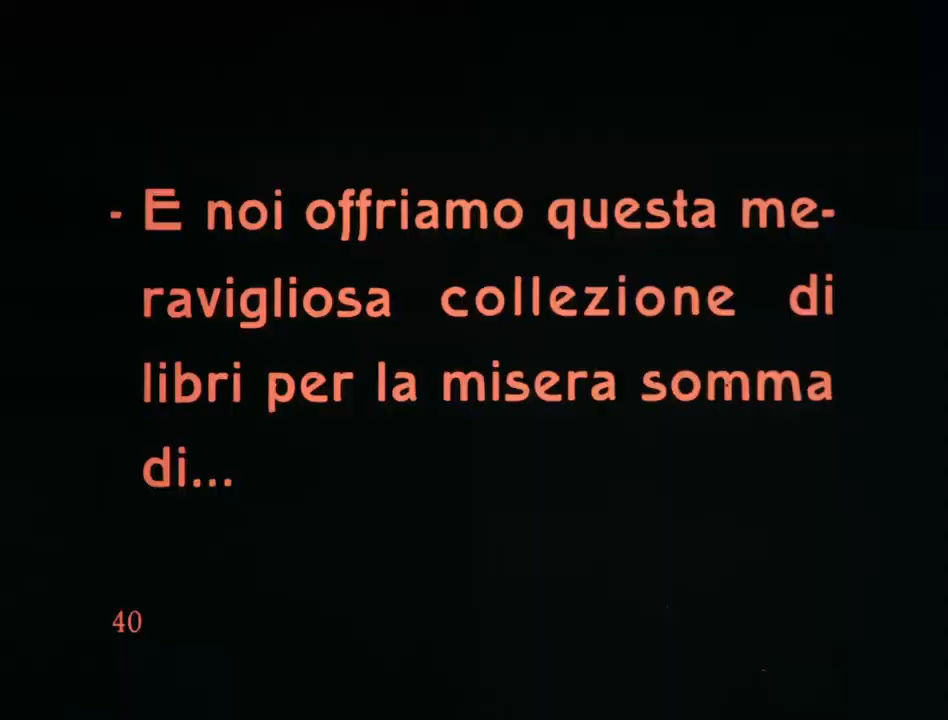 - E noi offriamo questa me-
ravigliosa collezione di
libri per la misera somma
di...
40